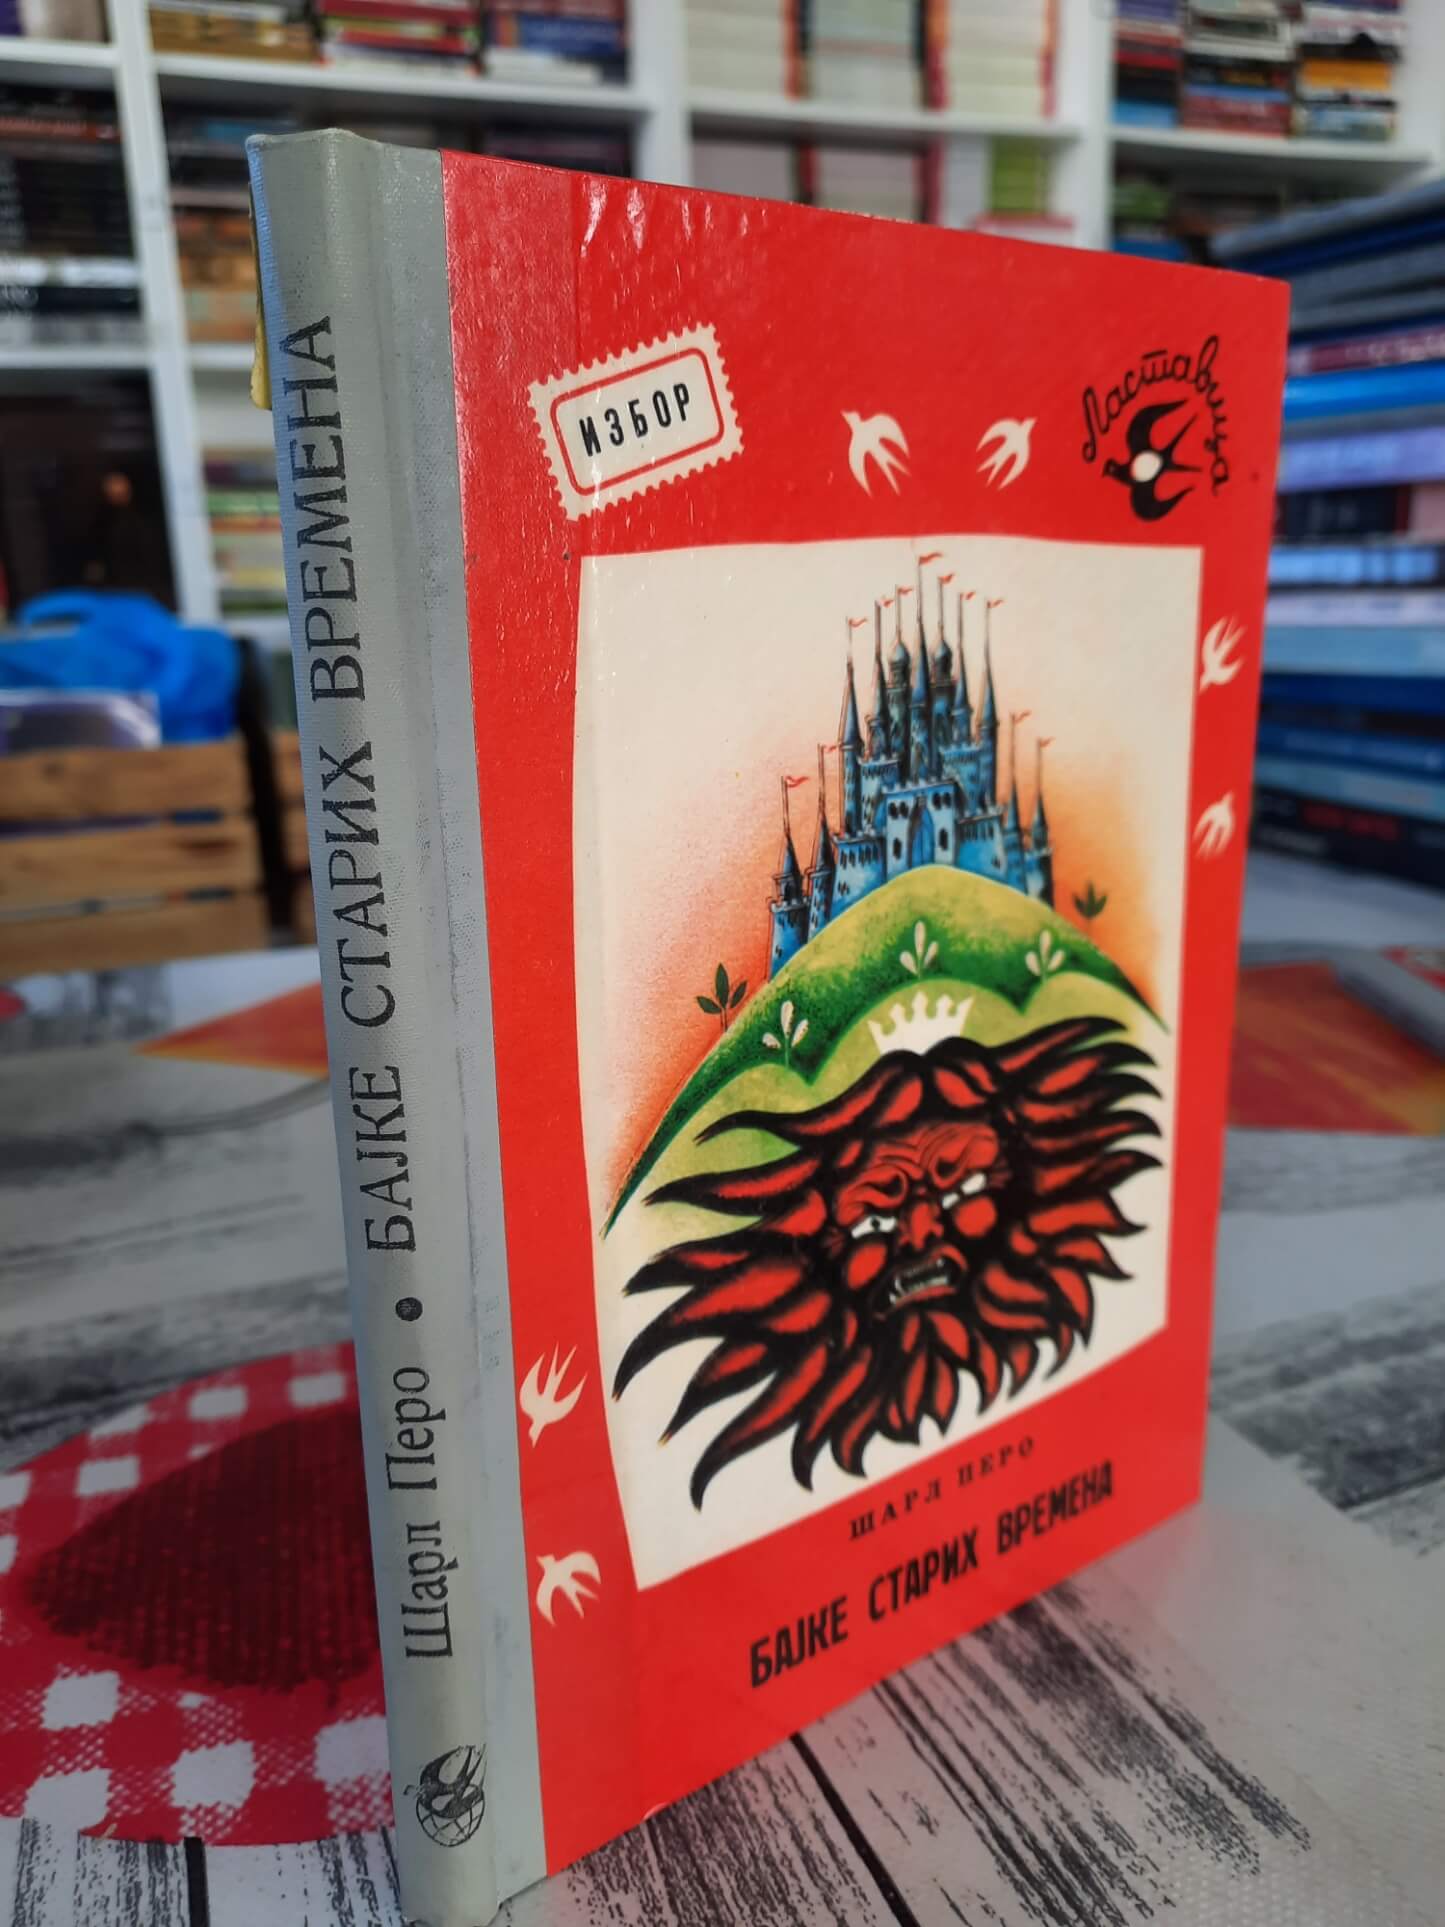 Шарл Перо • БАЈКЕ СТАРИХ ВРЕМЕНА
ИЗБОР
Ластавица
ШАРЛ ПЕРО
БАЈКЕ СТАРИХ ВРЕМЕНА